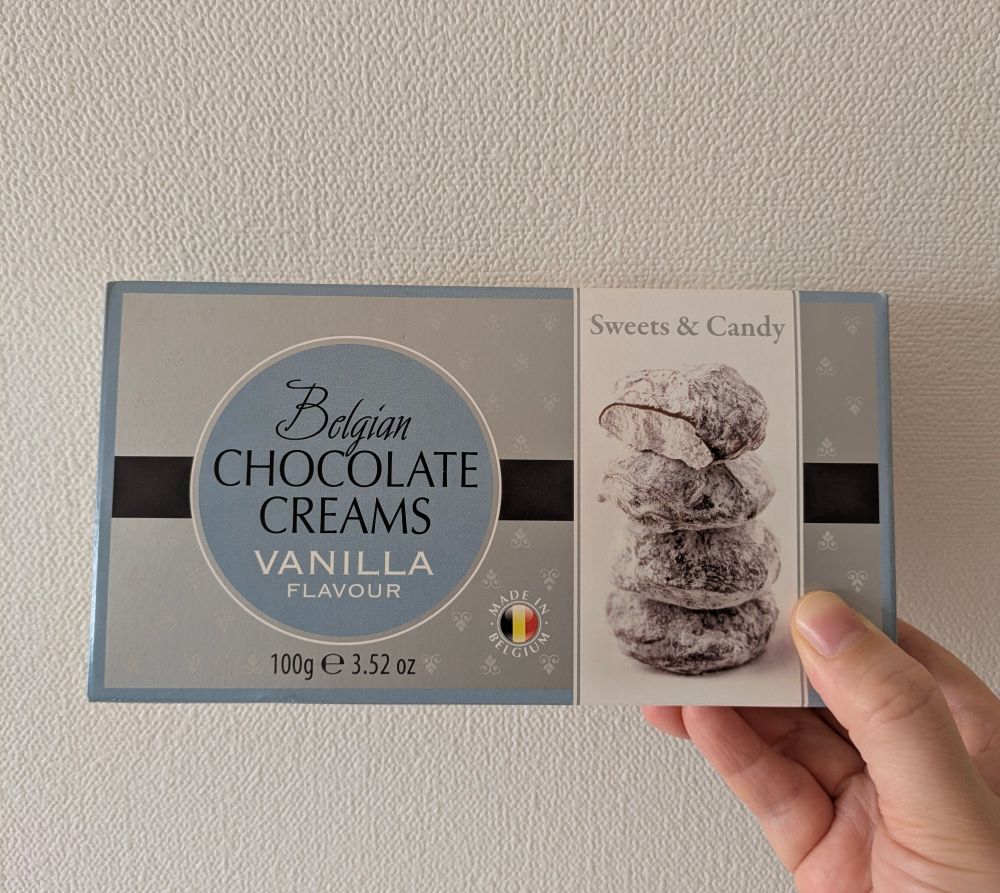 Belgian
CHOCOLATE
CREAMS
VANILLA
FLAVOUR
100g ℮ 3.52 oz
MADE IN
BELGIUM
Sweets & Candy